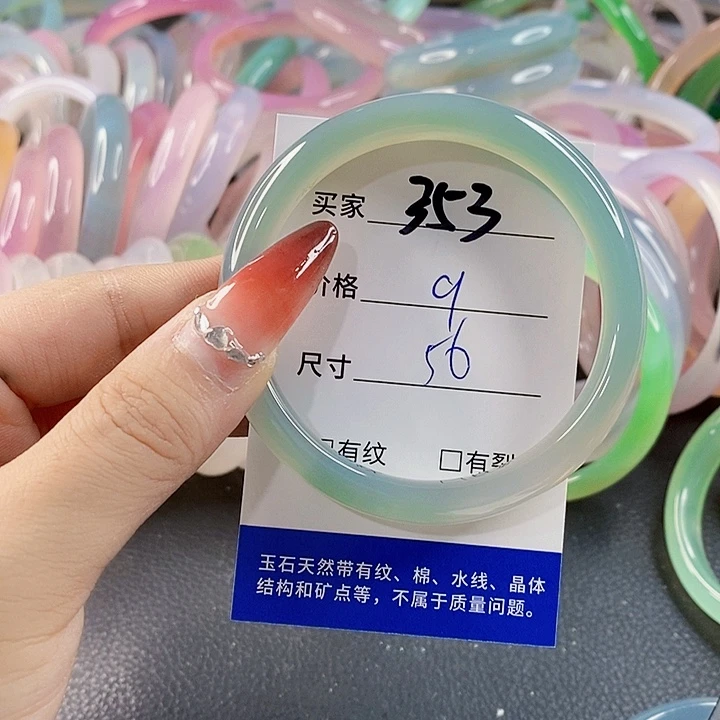 买家 353
价格 9
尺寸 56
有纹 □有裂
玉石天然带有纹、棉、水线、晶体
结构和矿点等，不属于质量问题。